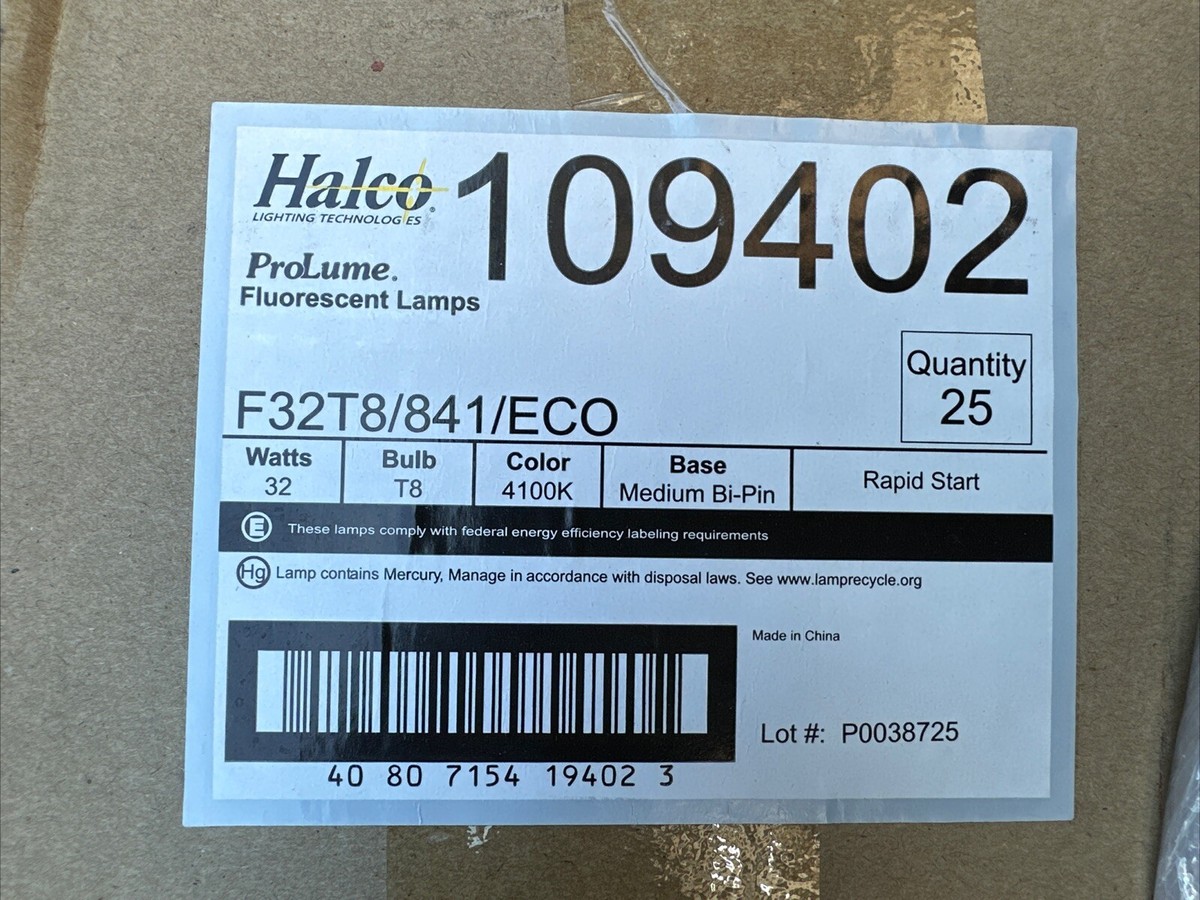 Halco 109402
LIGHTING TECHNOLOGIES®
ProLume.
Fluorescent Lamps
Quantity
25
F32T8/841/ECO
Watts
32
Bulb
T8
Color
4100K
Base
Medium Bi-Pin
Rapid Start
E These lamps comply with federal energy efficiency labeling requirements
Hg Lamp contains Mercury, Manage in accordance with disposal laws. See www.lamprecycle.org
Made in China
Lot #: P0038725
40 80 7154 19402 3